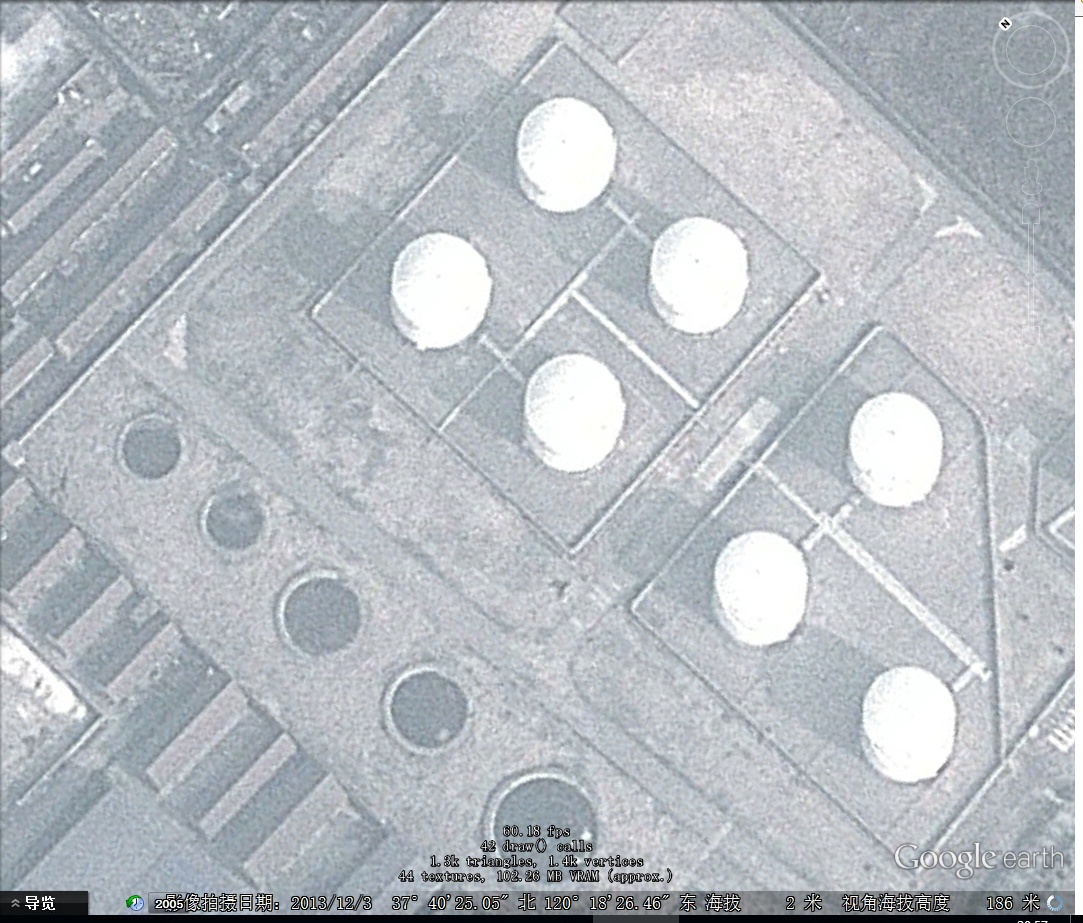 N
60.18 fps
42 draw() calls
1.3k triangles, 1.4k vertices
44 textures, 102.26 MB VRAM (approx.)
Google earth
导览 2005 影像拍摄日期: 2013/12/3 37° 40'25.05" 北 120° 18'26.46" 东 海拔 2 米 视角海拔高度 186 米